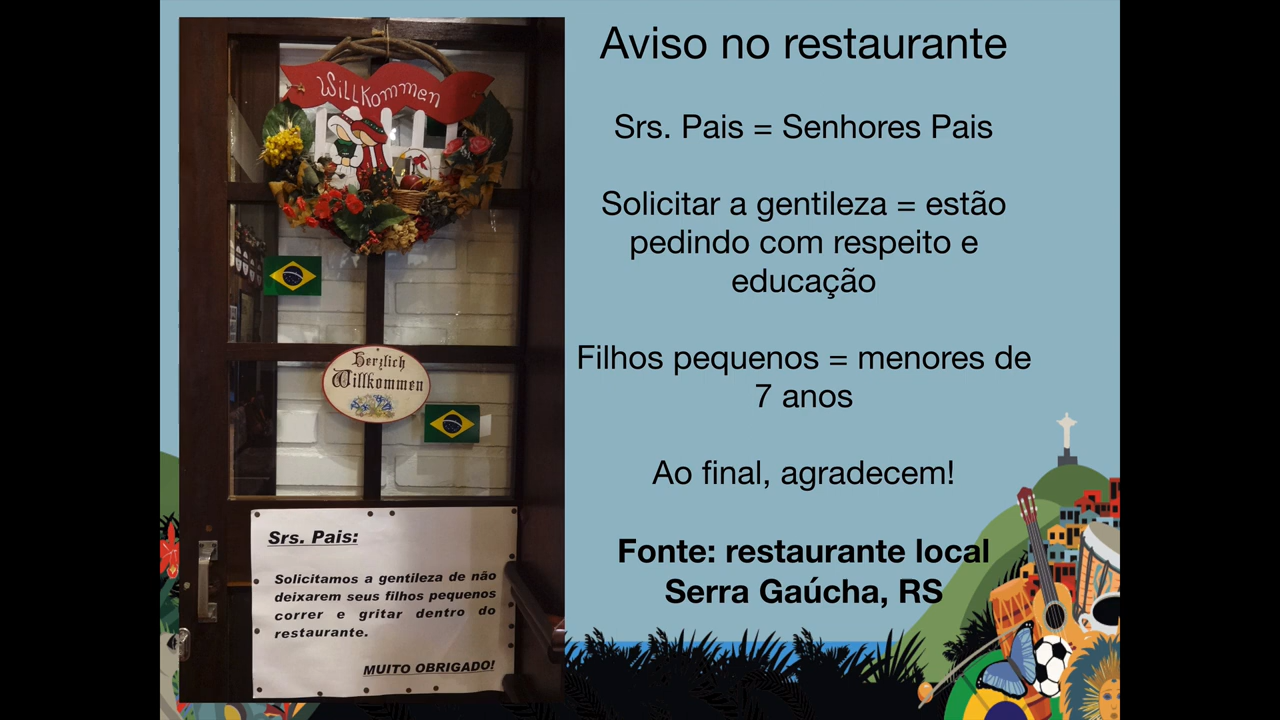 Willkommen
Herzlich
Willkommen
Srs. Pais:
Solicitamos a gentileza de não
deixarem seus filhos pequenos
correr e gritar dentro do
restaurante.
MUITO OBRIGADO!
Aviso no restaurante
Srs. Pais = Senhores Pais
Solicitar a gentileza = estão
pedindo com respeito e
educação
Filhos pequenos = menores de
7 anos
Ao final, agradecem!
Fonte: restaurante local
Serra Gaúcha, RS